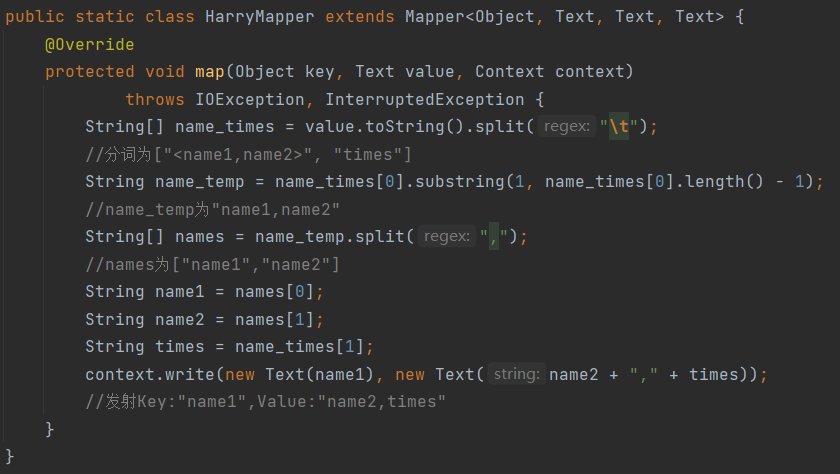 public static class HarryMapper extends Mapper<Object, Text, Text, Text> {
@Override
protected void map(Object key, Text value, Context context)
throws IOException, InterruptedException {
String[] name_times = value.toString().split( regex: "\t");
//分词为["<name1,name2>", "times"]
String name_temp = name_times[0].substring(1, name_times[0].length() - 1);
//name_temp为"name1,name2"
String[] names = name_temp.split( regex: ",");
//names为["name1","name2"]
String name1 = names[0];
String name2 = names[1];
String times = name_times[1];
context.write(new Text(name1), new Text( string: name2 + "," + times));
//发射Key:"name1",Value:"name2,times"
}
}